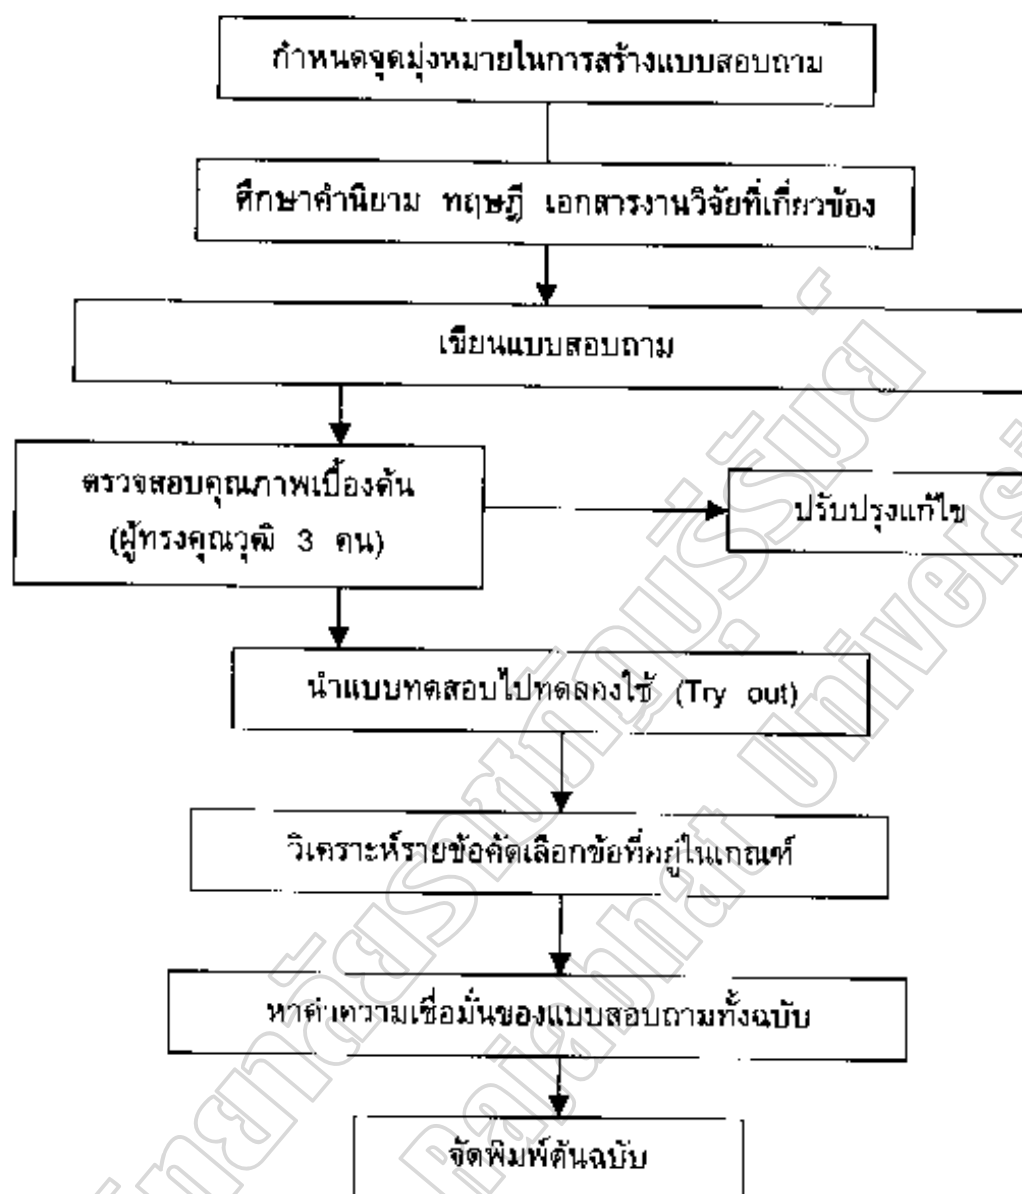 กำหนดจุดมุ่งหมายในการสร้างแบบสอบถาม
ศึกษาคำนิยาม ทฤษฎี เอกสารงานวิจัยที่เกี่ยวข้อง
เขียนแบบสอบถาม
ตรวจสอบคุณภาพเบื้องต้น
(ผู้ทรงคุณวุฒิ 3 คน)
ปรับปรุงแก้ไข
นำแบบทดสอบไปทดลองใช้ (Try out)
วิเคราะห์รายข้อคัดเลือกข้อที่อยู่ในเกณฑ์
หาค่าความเชื่อมั่นของแบบสอบถามทั้งฉบับ
จัดพิมพ์ต้นฉบับ
Rajabhat Univers